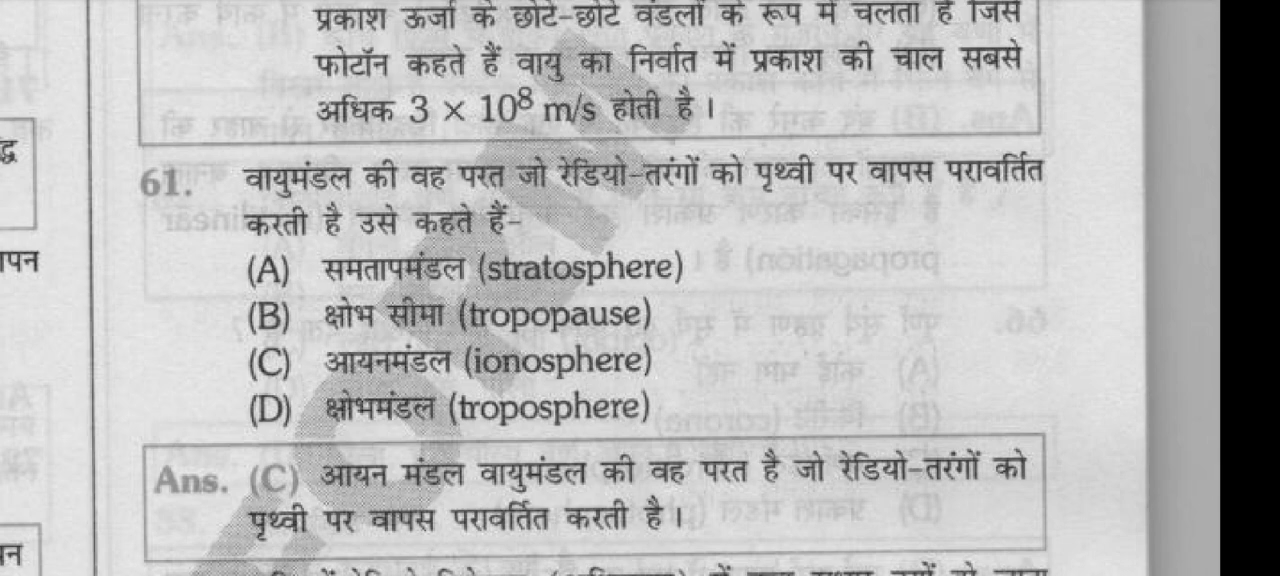 प्रकाश ऊर्जा के छोटे-छोटे वंडलों के रूप में चलता है जिसे
फोटॉन कहते हैं वायु का निर्वात में प्रकाश की चाल सबसे
अधिक 3 × 10⁸ m/s होती है।
द्ध
61. वायुमंडल की वह परत जो रेडियो-तरंगों को पृथ्वी पर वापस परावर्तित
करती है उसे कहते हैं-
ापन
(A) समतापमंडल (stratosphere)
(B) क्षोभ सीमा (tropopause)
(C) आयनमंडल (ionosphere)
(D) क्षोभमंडल (troposphere)
Ans. (C) आयन मंडल वायुमंडल की वह परत है जो रेडियो-तरंगों को
पृथ्वी पर वापस परावर्तित करती है।